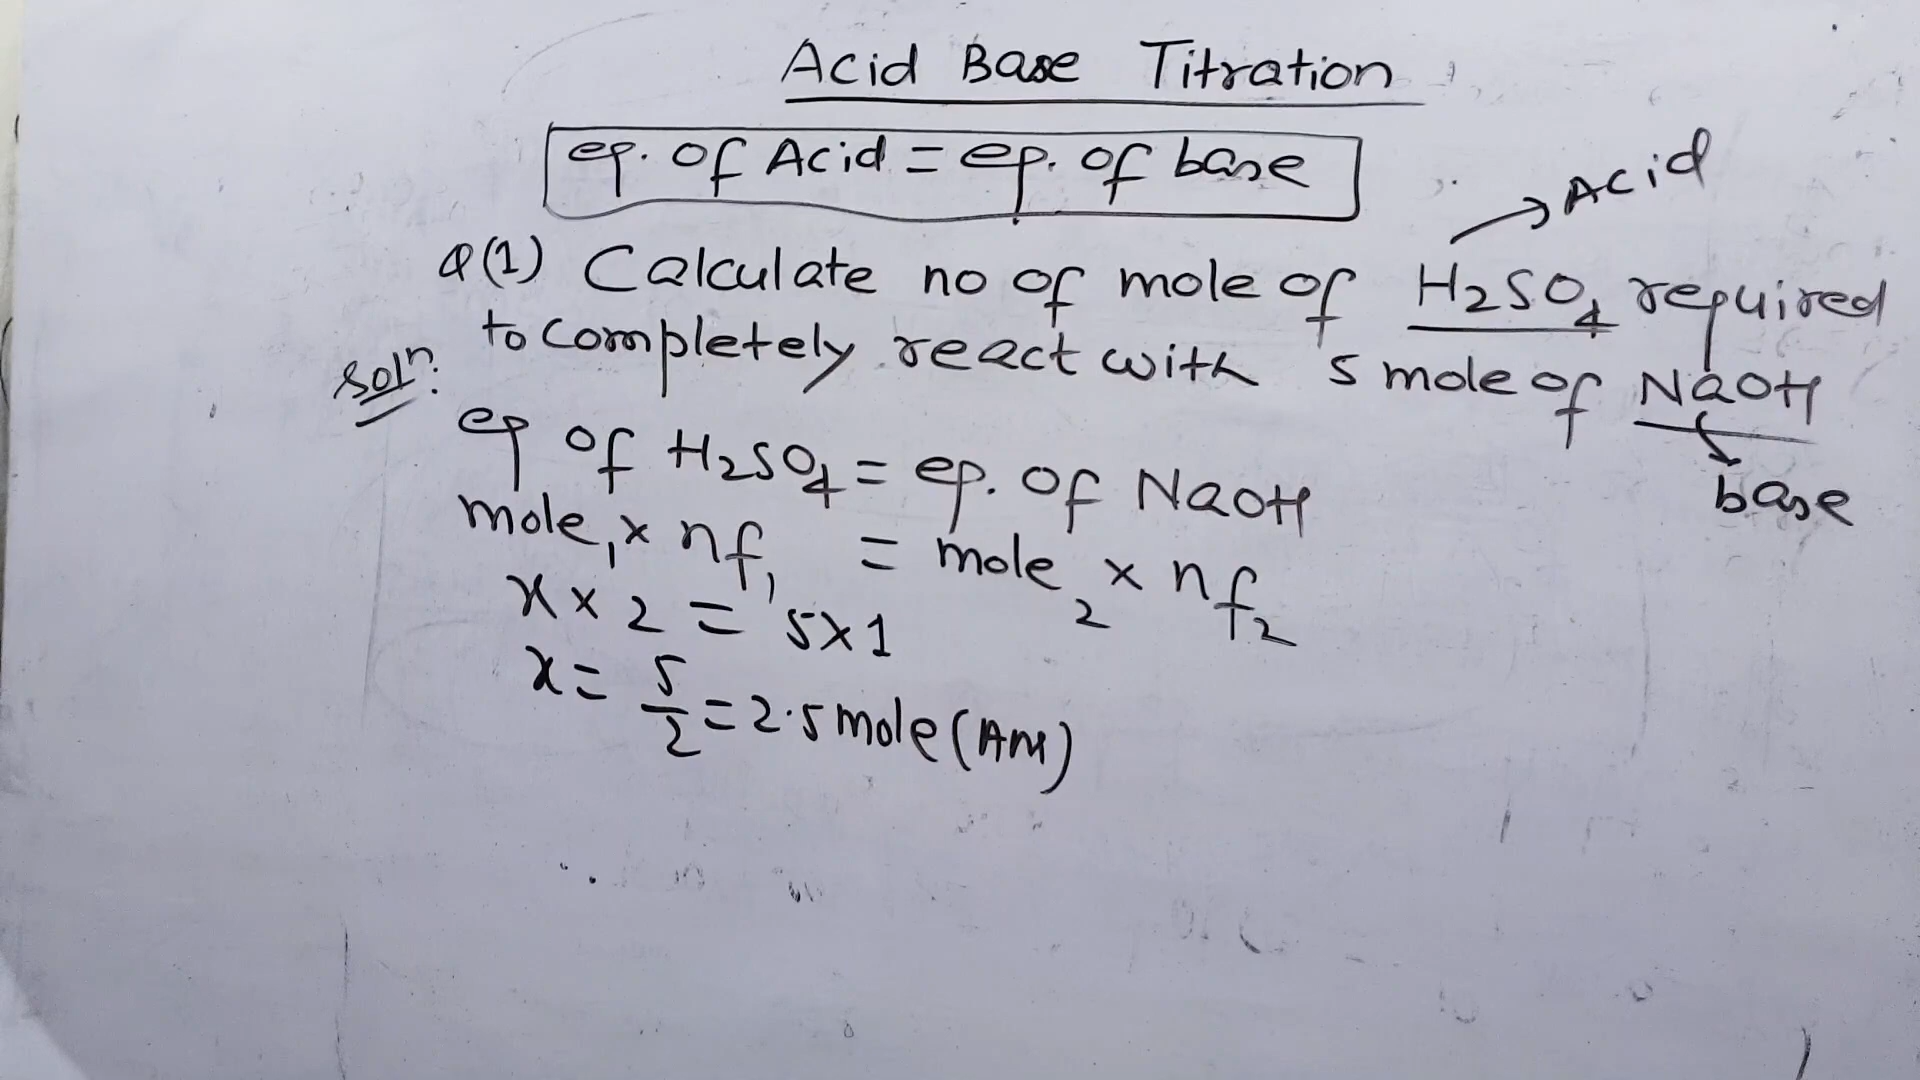 Acid Base Titration
eq. of Acid = eq. of base
Acid
Q(1) Calculate no of mole of H2SO4 required
to completely react with 5 mole of NaOH
base
Soln:
eq of H2SO4 = eq. of NaOH
mole1 x nf1 = mole2 x nf2
x x 2 = 5x1
x = 5/2 = 2.5 mole (Ans)